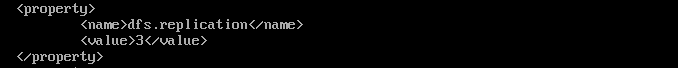 <property>
        <name>dfs.replication</name>
        <value>3</value>
</property>